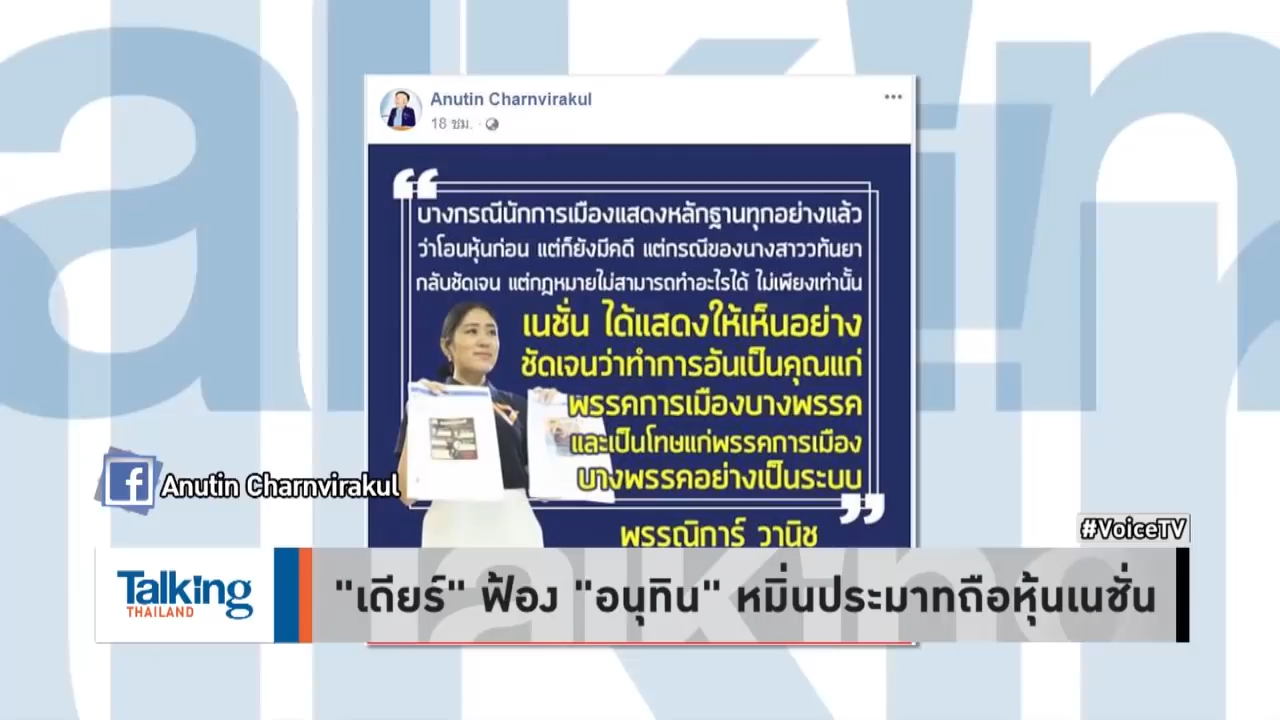 Anutin Charnvirakul
18 ชม.
บางกรณีนักการเมืองแสดงหลักฐานทุกอย่างแล้ว
ว่าโอนหุ้นก่อน แต่ก็ยังมีคดี แต่กรณีของนางสาววทันยา
กลับชัดเจน แต่กฎหมายไม่สามารถทำอะไรได้ ไม่เพียงเท่านั้น
เนชั่น ได้แสดงให้เห็นอย่าง
ชัดเจนว่าทำการอันเป็นคุณแก่
พรรคการเมืองบางพรรค
และเป็นโทษแก่พรรคการเมือง
บางพรรคอย่างเป็นระบบ
พรรณิการ์ วานิช
Anutin Charnvirakul
#VoiceTV
Talking
THAILAND
"เดียร์" ฟ้อง "อนุทิน" หมิ่นประมาทถือหุ้นเนชั่น